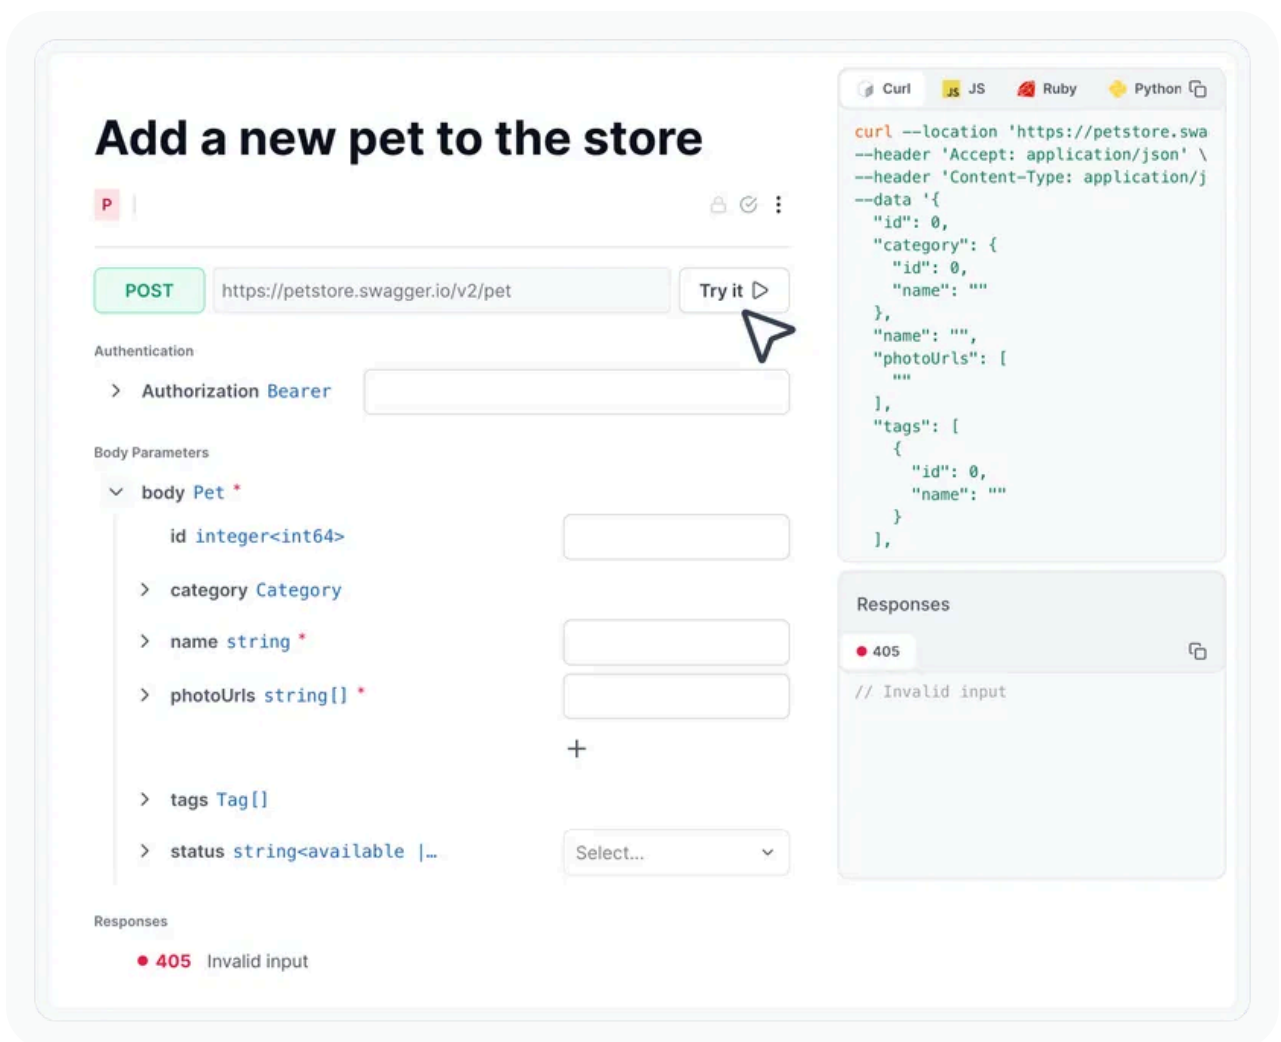 Add a new pet to the store
P
POST https://petstore.swagger.io/v2/pet Try it
Authentication
Authorization Bearer
Body Parameters
body Pet *
id integer<int64>
category Category
name string *
photoUrls string[] *
+
tags Tag[]
status string<available |…
Select...
Responses
405 Invalid input
Curl JS JS Ruby Python
curl --location 'https://petstore.swa
--header 'Accept: application/json' \
--header 'Content-Type: application/j
--data '{
"id": 0,
"category": {
"id": 0,
"name": ""
},
"name": "",
"photoUrls": [
""
],
"tags": [
{
"id": 0,
"name": ""
}
],
Responses
405
// Invalid input